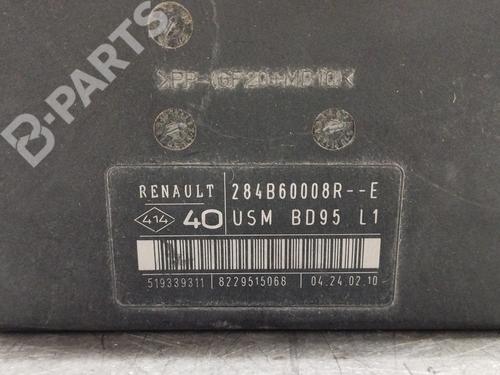 B-PARTS
>PP-(GF20+MD10)<
RENAULT 284B60008R--E
414 40 USM BD95 L1
519339311 8229515068 04.24.02.10